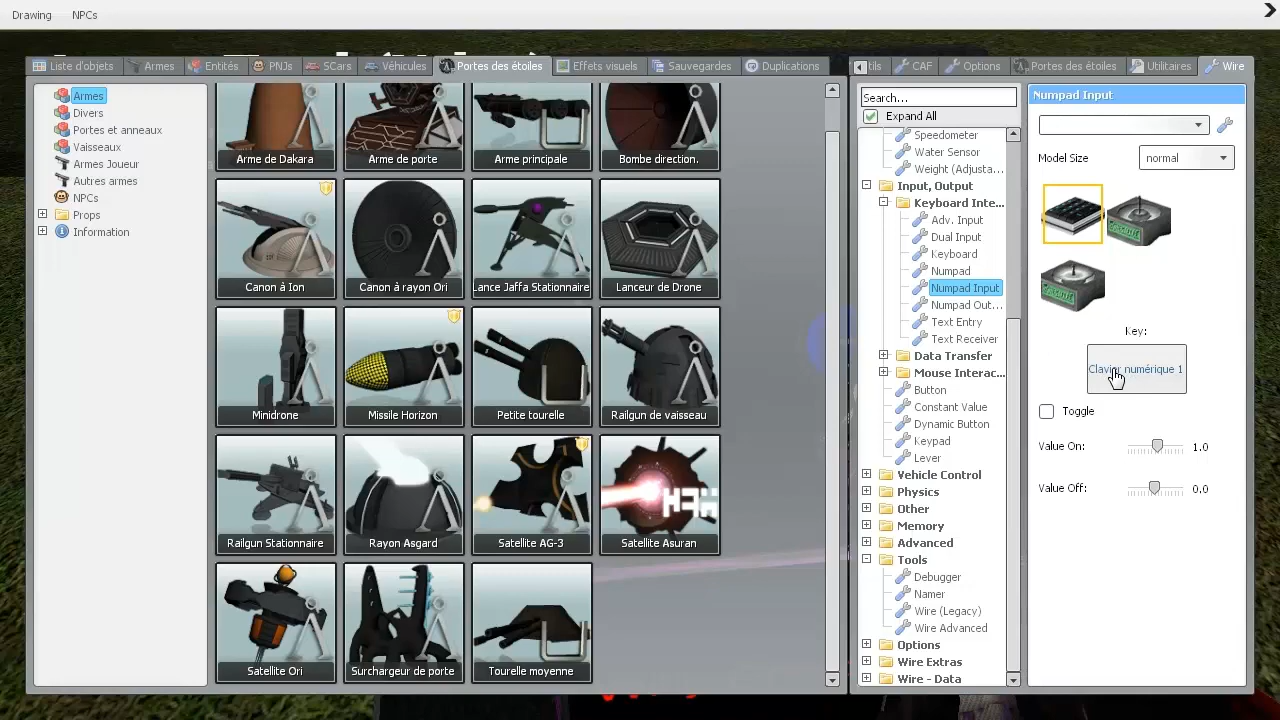 Drawing NPCs
Liste d'objets Armes Entités PNJs SCars Véhicules Portes des étoiles Effets visuels Sauvegardes Duplications
tils CAF Options Portes des étoiles Utilitaires Wire
Armes
Divers
Portes et anneaux
Vaisseaux
Armes Joueur
Autres armes
NPCs
Props
Information
Arme de Dakara Arme de porte Arme principale Bombe direction.
Canon à Ion Canon à rayon Ori Lance Jaffa Stationnaire Lanceur de Drone
Minidrone Missile Horizon Petite tourelle Railgun de vaisseau
Railgun Stationnaire Rayon Asgard Satellite AG-3 Satellite Asuran
Satellite Ori Surchargeur de porte Tourelle moyenne
Search...
Expand All
Speedometer
Water Sensor
Weight (Adjusta...
Input, Output
Keyboard Inte...
Adv. Input
Dual Input
Keyboard
Numpad
Numpad Input
Numpad Out...
Text Entry
Text Receiver
Data Transfer
Mouse Interac...
Button
Constant Value
Dynamic Button
Keypad
Lever
Vehicle Control
Physics
Other
Memory
Advanced
Tools
Debugger
Namer
Wire (Legacy)
Wire Advanced
Options
Wire Extras
Wire - Data
Numpad Input
Model Size normal
Key:
Clavier numérique 1
Toggle
Value On: 1.0
Value Off: 0.0